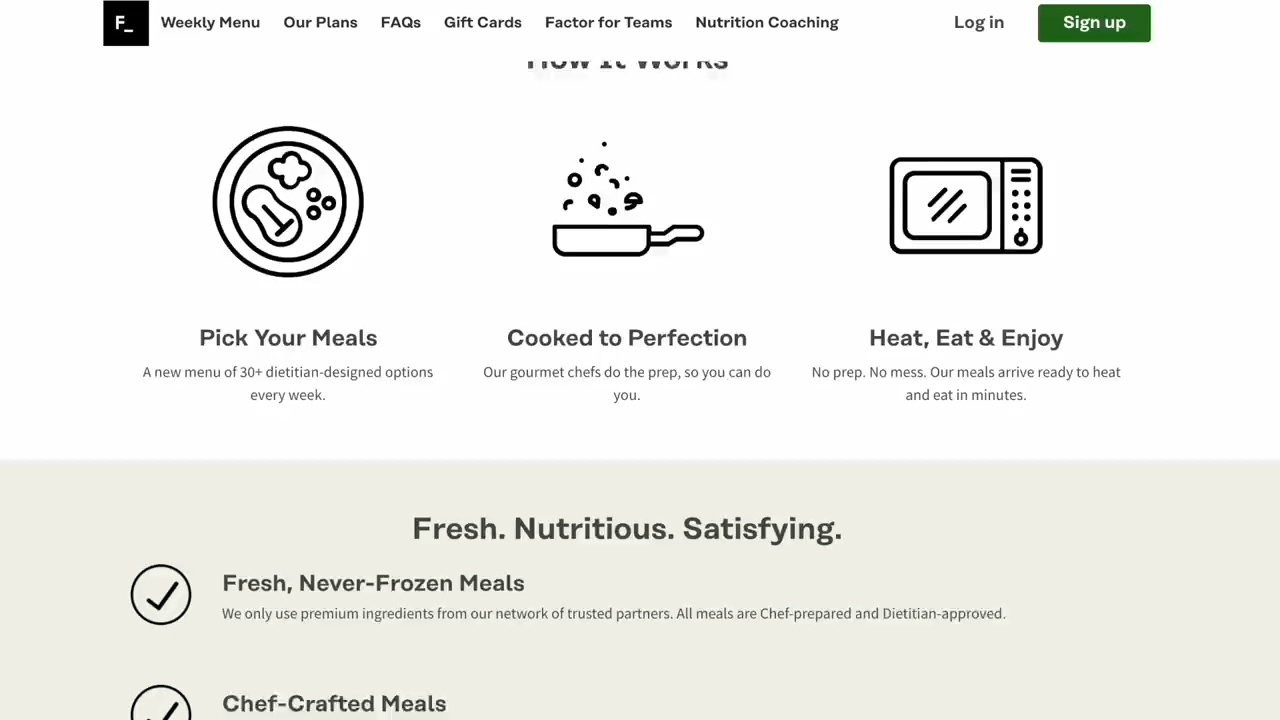 F_ Weekly Menu Our Plans FAQs Gift Cards Factor for Teams Nutrition Coaching Log in Sign up
How It Works
Pick Your Meals
A new menu of 30+ dietitian-designed options
every week.
Cooked to Perfection
Our gourmet chefs do the prep, so you can do
you.
Heat, Eat & Enjoy
No prep. No mess. Our meals arrive ready to heat
and eat in minutes.
Fresh. Nutritious. Satisfying.
Fresh, Never-Frozen Meals
We only use premium ingredients from our network of trusted partners. All meals are Chef-prepared and Dietitian-approved.
Chef-Crafted Meals